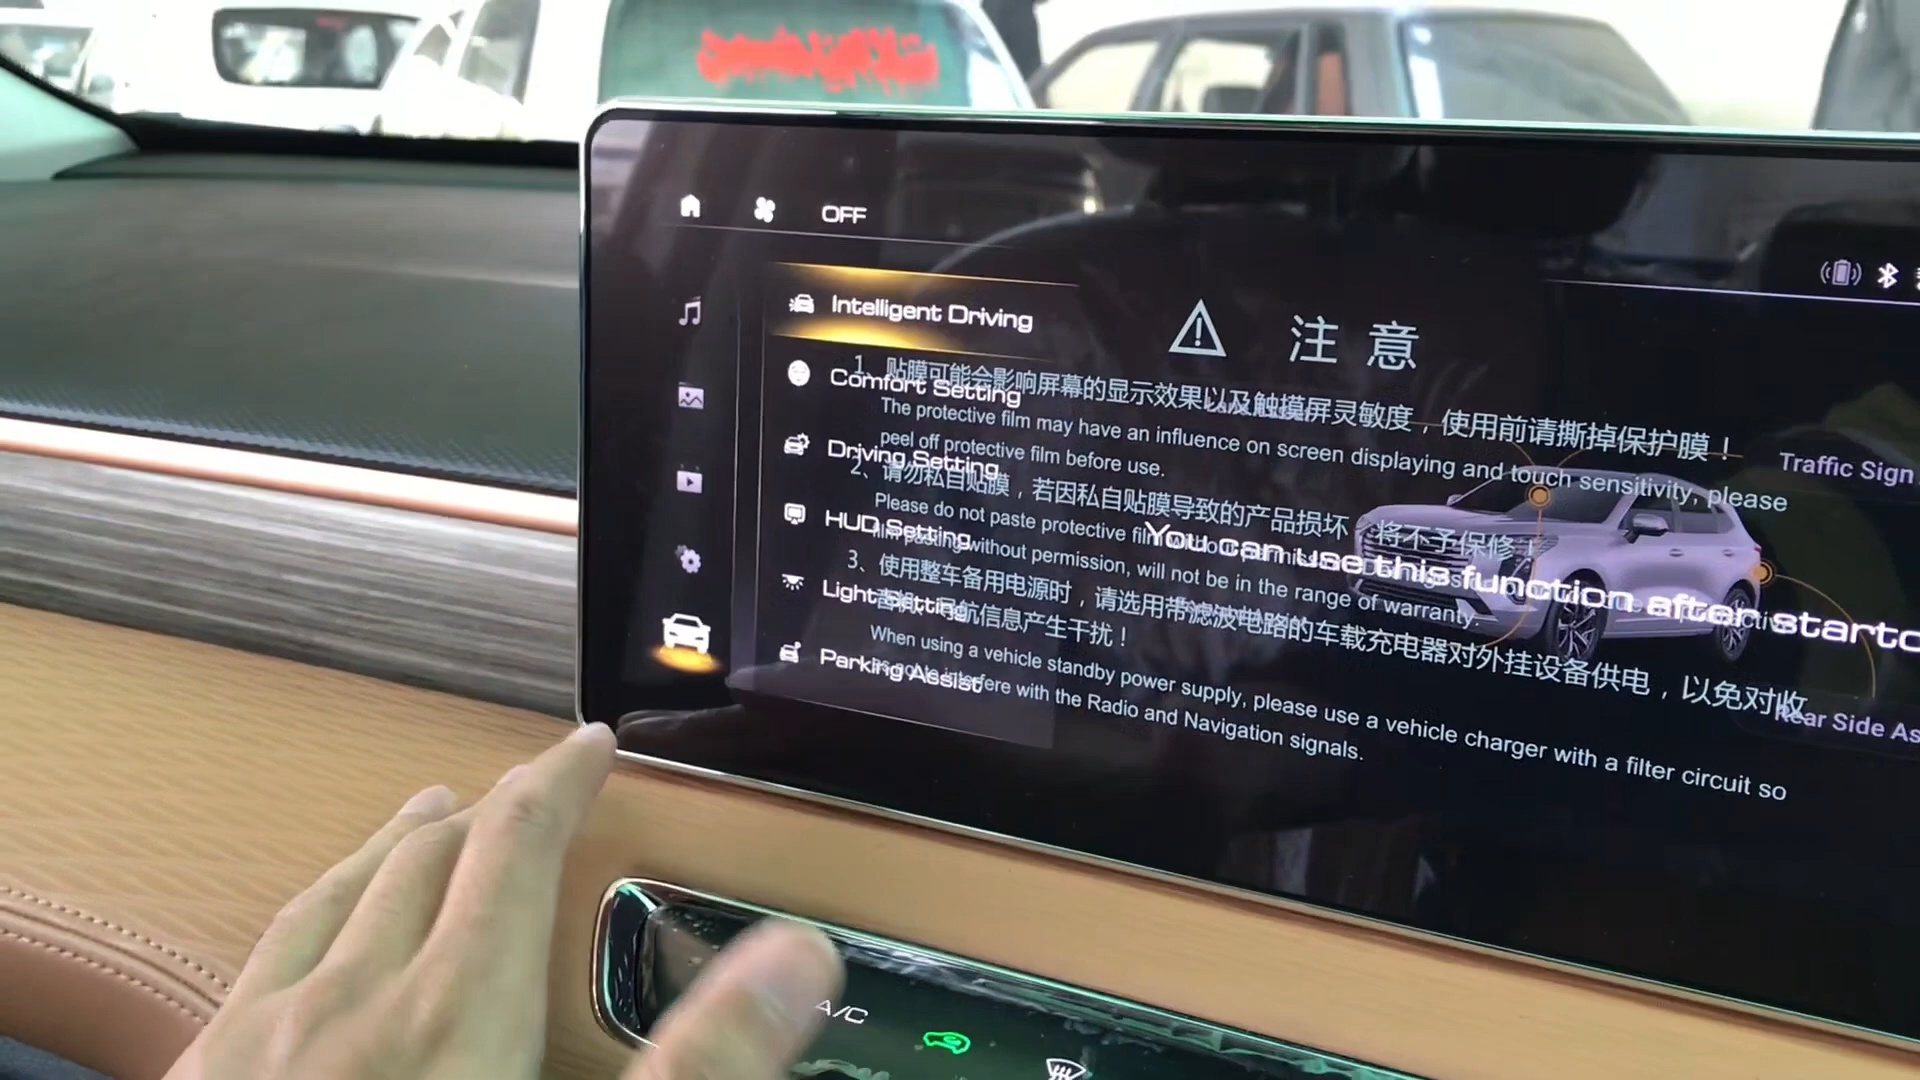 OFF
Intelligent Driving
Comfort Setting
Driving Setting
HUD Setting
Light Setting
Parking Assist
注意
1、贴膜可能会影响屏幕的显示效果以及触摸屏灵敏度，使用前请撕掉保护膜！
The protective film may have an influence on screen displaying and touch sensitivity, please
peel off protective film before use.
2、请勿私自贴膜，若因私自贴膜导致的产品损坏，将不予保修！
Please do not paste protective film
film pasting without permission, will not be in the range of warranty.
3、使用整车备用电源时，请选用带滤波电路的车载充电器对外挂设备供电，以免对收
音机、导航信息产生干扰！
When using a vehicle standby power supply, please use a vehicle charger with a filter circuit so
as not to interfere with the Radio and Navigation signals.
You can use this function after
Traffic Sign
Rear Side
A/C